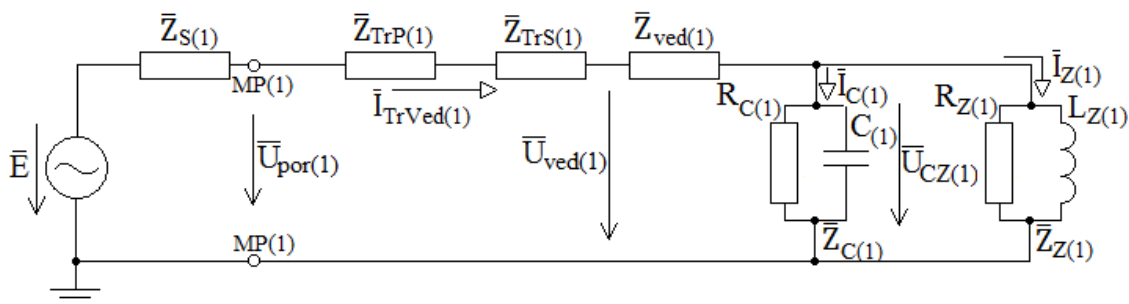 Z̄S(1)
Z̄TrP(1)
Z̄TrS(1)
Z̄ved(1)
MP(1)
ĪTrVed(1)
ĪC(1)
ĪZ(1)
RC(1)
C(1)
RZ(1)
LZ(1)
Ē
Ūpor(1)
Ūved(1)
ŪCZ(1)
MP(1)
Z̄C(1)
Z̄Z(1)